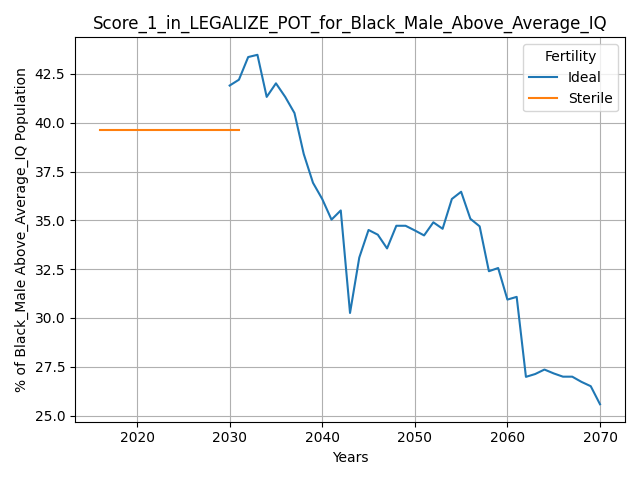 Score_1_in_LEGALIZE_POT_for_Black_Male_Above_Average_IQ
Fertility
Ideal
Sterile
% of Black_Male Above_Average_IQ Population
42.5
40.0
37.5
35.0
32.5
30.0
27.5
25.0
2020 2030 2040 2050 2060 2070
Years